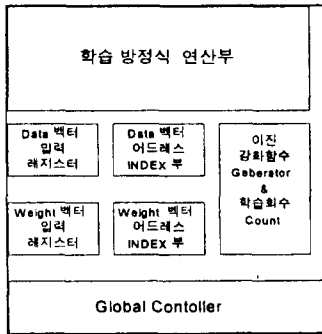 학습 방정식 연산부
Data 벡터
입력
레지스터
Data 벡터
어드레스
INDEX 부
이진
강화함수
Geberator
&
학습회수
Count
Weight 벡터
입력
레지스터
Weight 벡터
어드레스
INDEX 부
Global Contoller